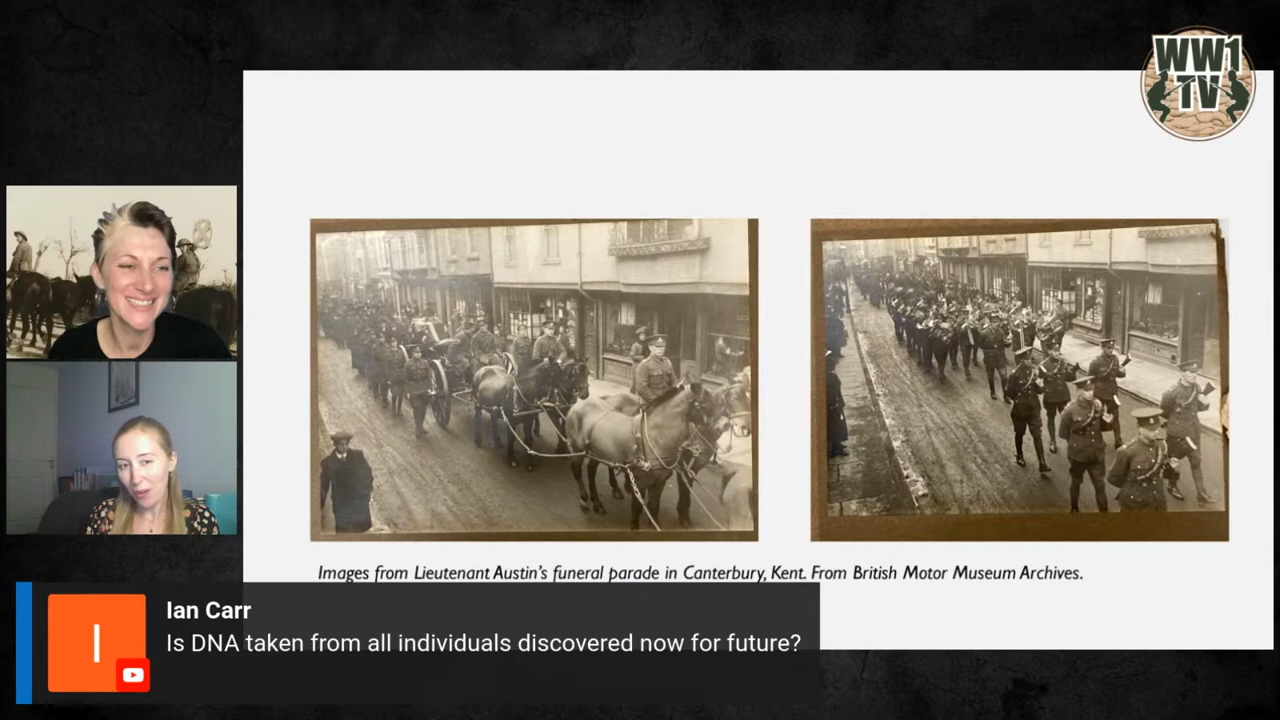 WW1
TV
Images from Lieutenant Austin's funeral parade in Canterbury, Kent. From British Motor Museum Archives.
I
Ian Carr
Is DNA taken from all individuals discovered now for future?